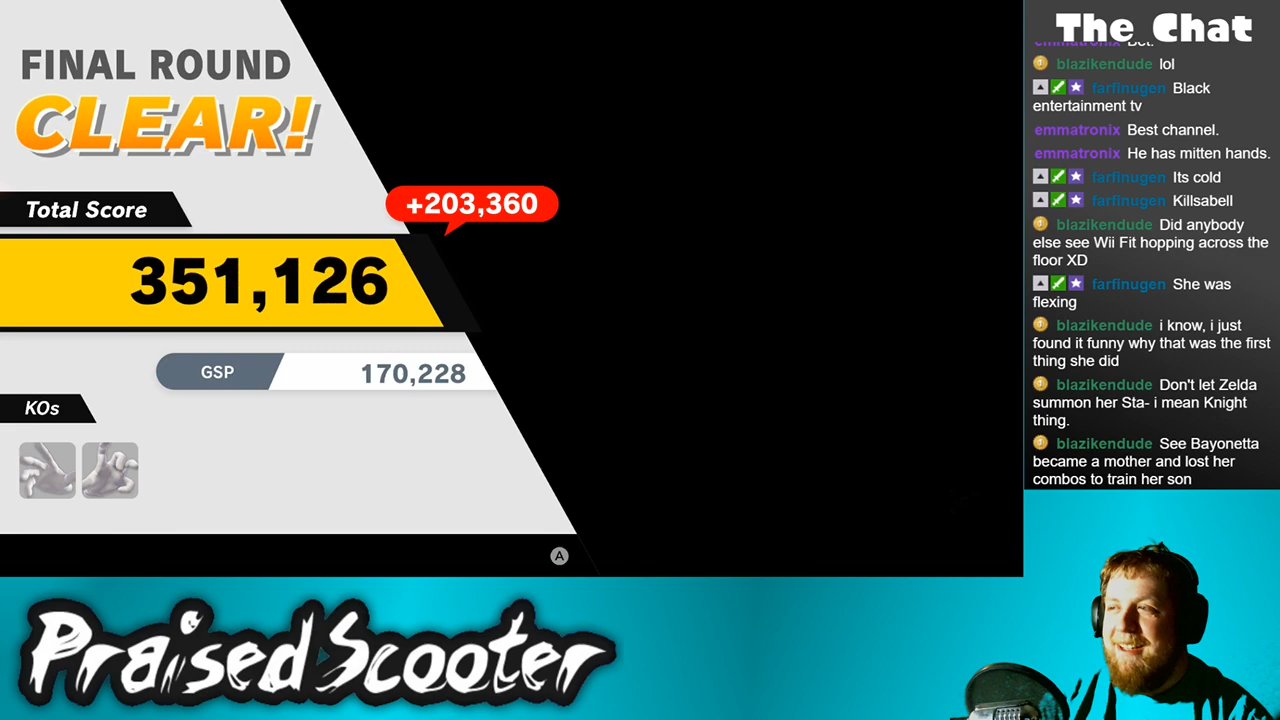 FINAL ROUND
CLEAR!
Total Score
+203,360
351,126
GSP 170,228
KOs
A
PraisedScooter
The Chat
emmatronix Bet.
blazikendude lol
farfinugen Black
entertainment tv
emmatronix Best channel.
emmatronix He has mitten hands.
farfinugen Its cold
farfinugen Killsabell
blazikendude Did anybody
else see Wii Fit hopping across the
floor XD
farfinugen She was
flexing
blazikendude i know, i just
found it funny why that was the first
thing she did
blazikendude Don't let Zelda
summon her Sta- i mean Knight
thing.
blazikendude See Bayonetta
became a mother and lost her
combos to train her son